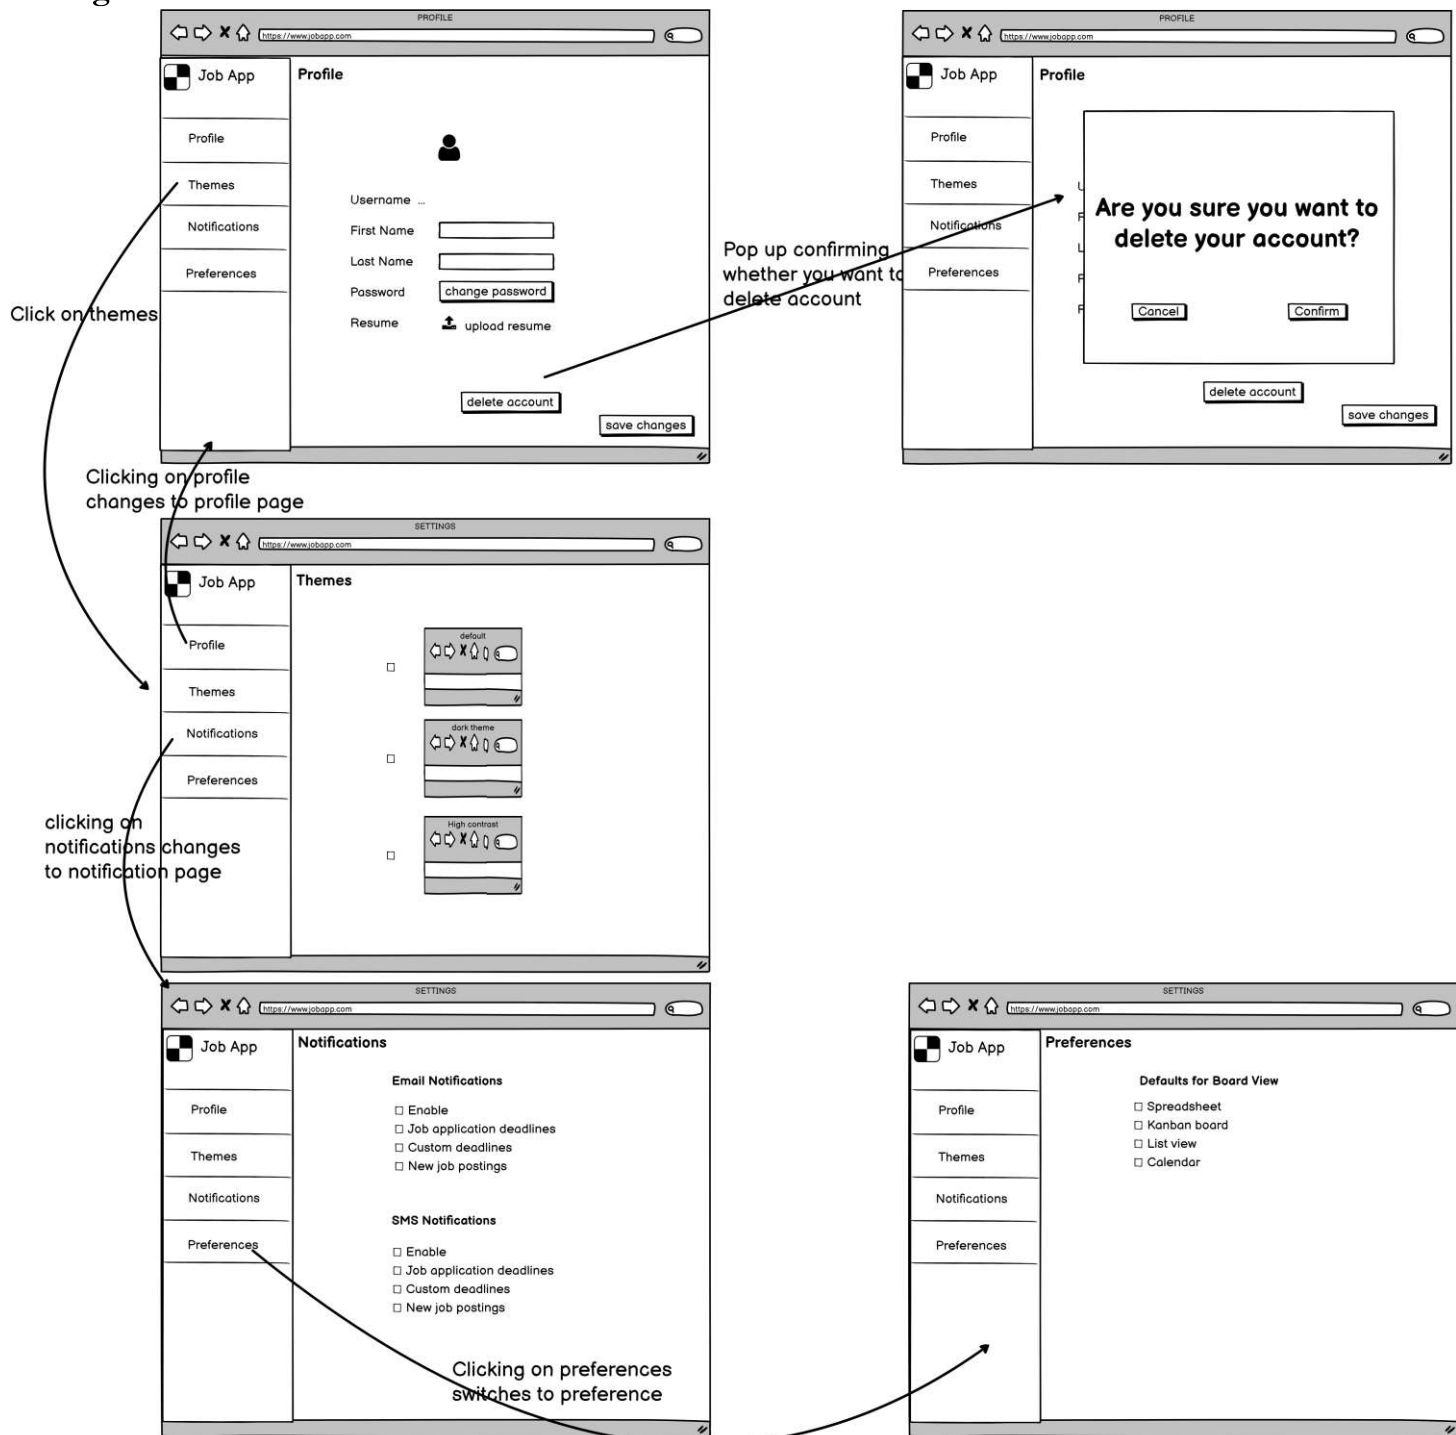 PROFILE
https://www.jobapp.com
Job App
Profile
Profile
Themes
Notifications
Preferences
Username ...
First Name
Last Name
Password
change password
Resume
upload resume
delete account
save changes
Click on themes
Pop up confirming
whether you want to
delete account
PROFILE
https://www.jobapp.com
Job App
Profile
Profile
Themes
Notifications
Preferences
U
F
L
P
F
Are you sure you want to
delete your account?
Cancel
Confirm
delete account
save changes
Clicking on profile
changes to profile page
SETTINGS
https://www.jobapp.com
Job App
Themes
Profile
Themes
Notifications
Preferences
default
dark theme
High contrast
clicking on
notifications changes
to notification page
SETTINGS
https://www.jobapp.com
Job App
Notifications
Profile
Themes
Notifications
Preferences
Email Notifications
Enable
Job application deadlines
Custom deadlines
New job postings
SMS Notifications
Enable
Job application deadlines
Custom deadlines
New job postings
Clicking on preferences
switches to preference
SETTINGS
https://www.jobapp.com
Job App
Preferences
Profile
Themes
Notifications
Preferences
Defaults for Board View
Spreadsheet
Kanban board
List view
Calendar